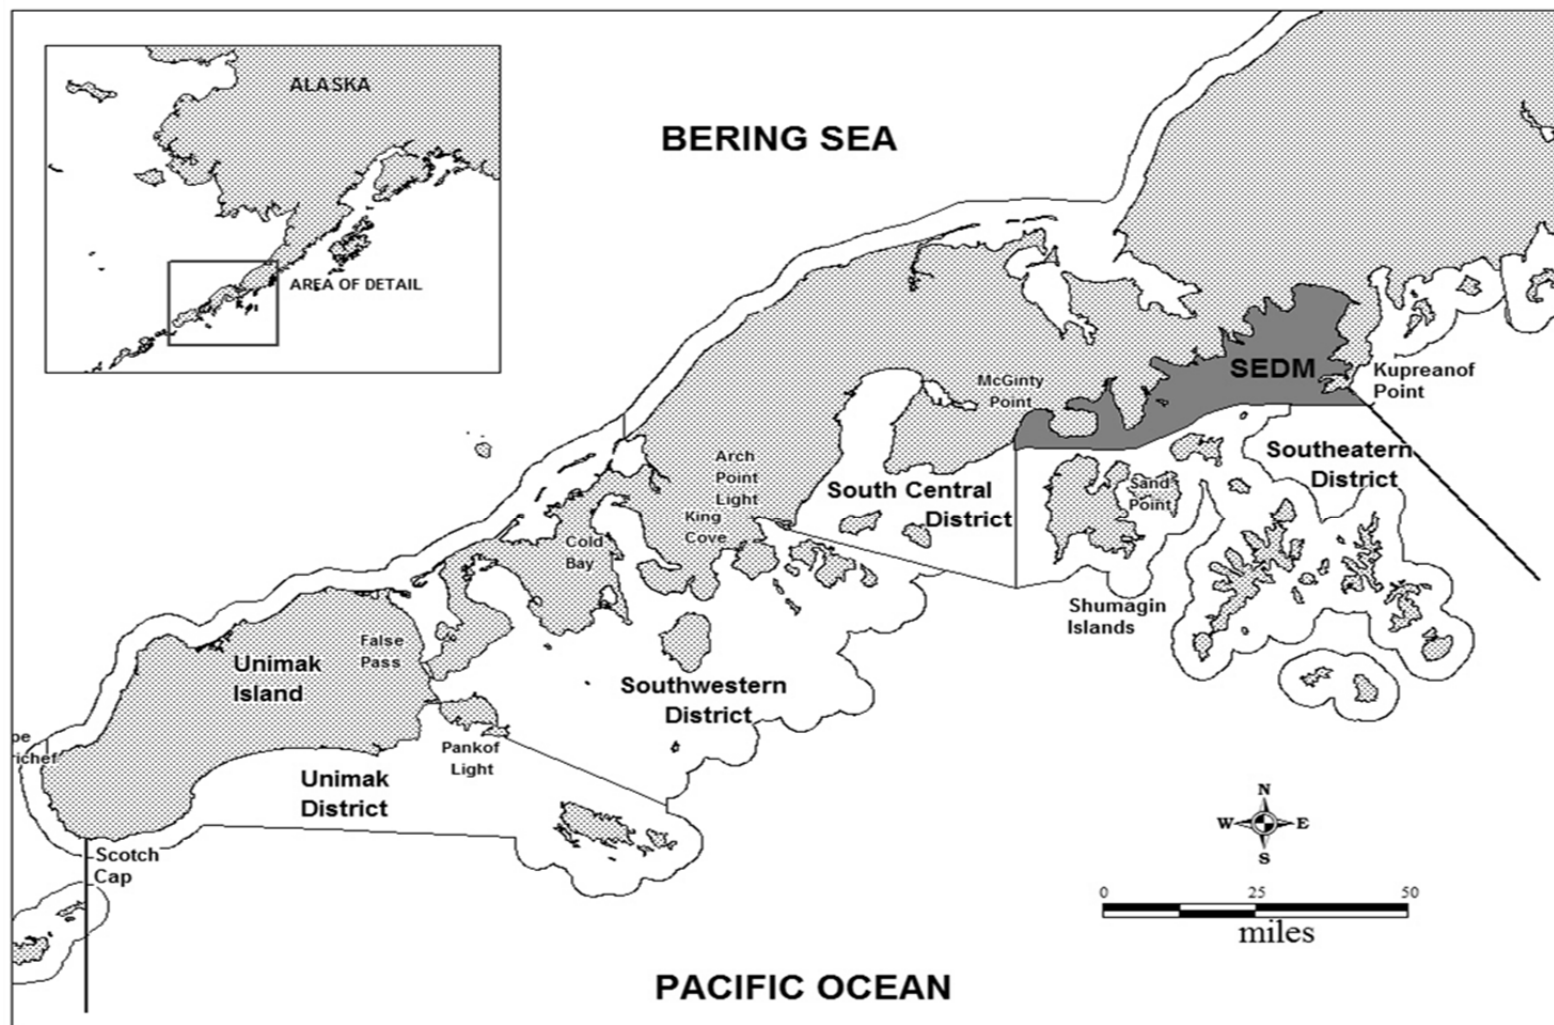 ALASKA
BERING SEA
AREA OF DETAIL
SEDM
Kupreanof
Point
McGinty
Point
Southeatern
District
Arch
Point
Light
South Central
District
Sand
Point
King
Cove
Cold
Bay
Shumagin
Islands
False
Pass
Unimak
Island
Southwestern
District
pe
richef
Pankof
Light
Unimak
District
N
W E
S
Scotch
Cap
0 25 50
miles
PACIFIC OCEAN